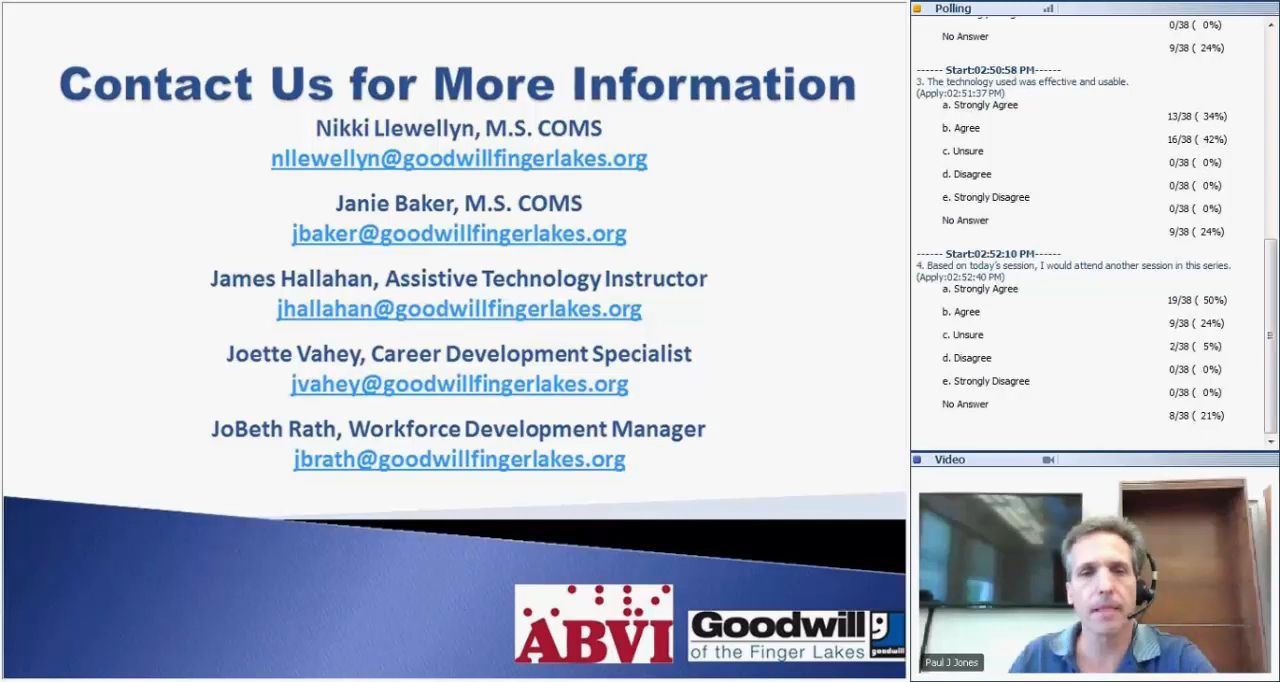 Contact Us for More Information
Nikki Llewellyn, M.S. COMS
nllewellyn@goodwillfingerlakes.org
Janie Baker, M.S. COMS
jbaker@goodwillfingerlakes.org
James Hallahan, Assistive Technology Instructor
jhallahan@goodwillfingerlakes.org
Joette Vahey, Career Development Specialist
jvahey@goodwillfingerlakes.org
JoBeth Rath, Workforce Development Manager
jbrath@goodwillfingerlakes.org
ABVI
Goodwill
of the Finger Lakes
goodwill
Polling
0/38 ( 0%)
No Answer
9/38 ( 24%)
------ Start:02:50:58 PM------
3. The technology used was effective and usable.
(Apply:02:51:37 PM)
a. Strongly Agree
13/38 ( 34%)
b. Agree
16/38 ( 42%)
c. Unsure
0/38 ( 0%)
d. Disagree
0/38 ( 0%)
e. Strongly Disagree
0/38 ( 0%)
No Answer
9/38 ( 24%)
------ Start:02:52:10 PM------
4. Based on today's session, I would attend another session in this series.
(Apply:02:52:40 PM)
a. Strongly Agree
19/38 ( 50%)
b. Agree
9/38 ( 24%)
c. Unsure
2/38 ( 5%)
d. Disagree
0/38 ( 0%)
e. Strongly Disagree
0/38 ( 0%)
No Answer
8/38 ( 21%)
Video
Paul J Jones